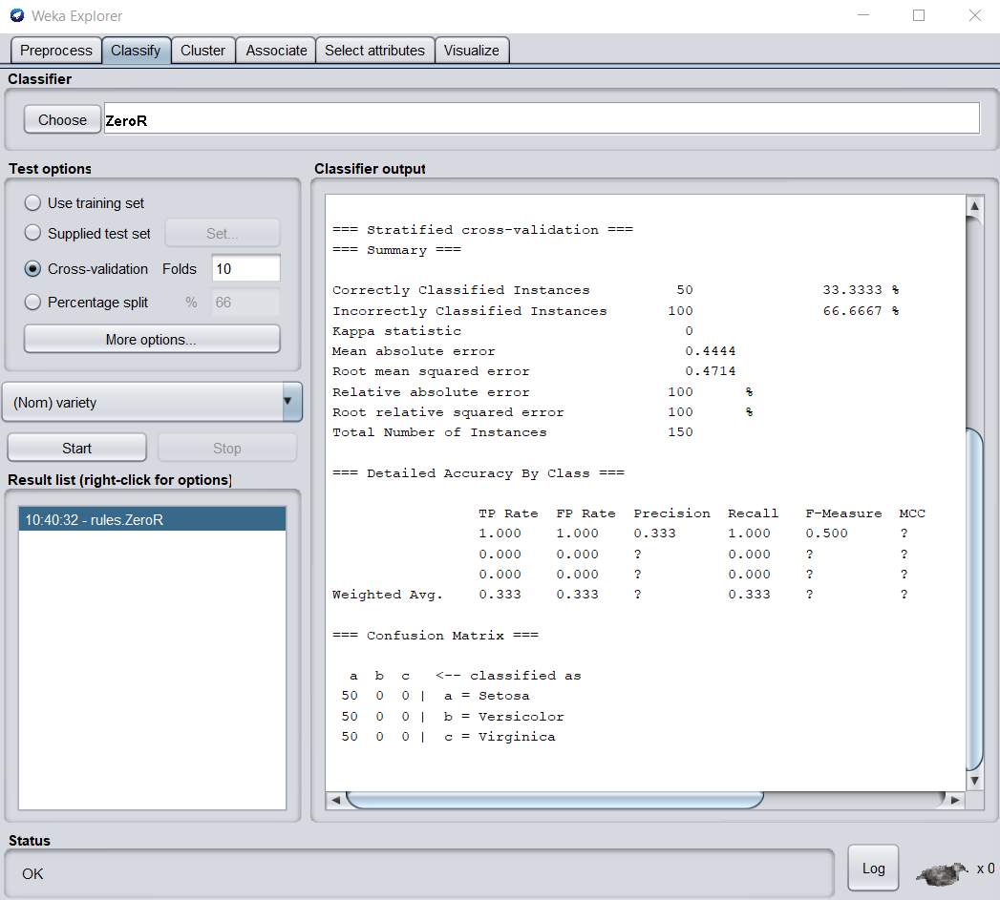 Weka Explorer
Preprocess Classify Cluster Associate Select attributes Visualize
Classifier
Choose ZeroR
Test options
Use training set
Supplied test set Set...
Cross-validation Folds 10
Percentage split % 66
More options...
(Nom) variety
Start Stop
Result list (right-click for options)
10:40:32 - rules.ZeroR
Classifier output
=== Stratified cross-validation ===
=== Summary ===
Correctly Classified Instances 50 33.3333 %
Incorrectly Classified Instances 100 66.6667 %
Kappa statistic 0
Mean absolute error 0.4444
Root mean squared error 0.4714
Relative absolute error 100 %
Root relative squared error 100 %
Total Number of Instances 150
=== Detailed Accuracy By Class ===
TP Rate FP Rate Precision Recall F-Measure MCC
1.000 1.000 0.333 1.000 0.500 ?
0.000 0.000 ? 0.000 ? ?
0.000 0.000 ? 0.000 ? ?
Weighted Avg. 0.333 0.333 ? 0.333 ? ?
=== Confusion Matrix ===
a b c <-- classified as
50 0 0 | a = Setosa
50 0 0 | b = Versicolor
50 0 0 | c = Virginica
Status
OK
Log
x 0